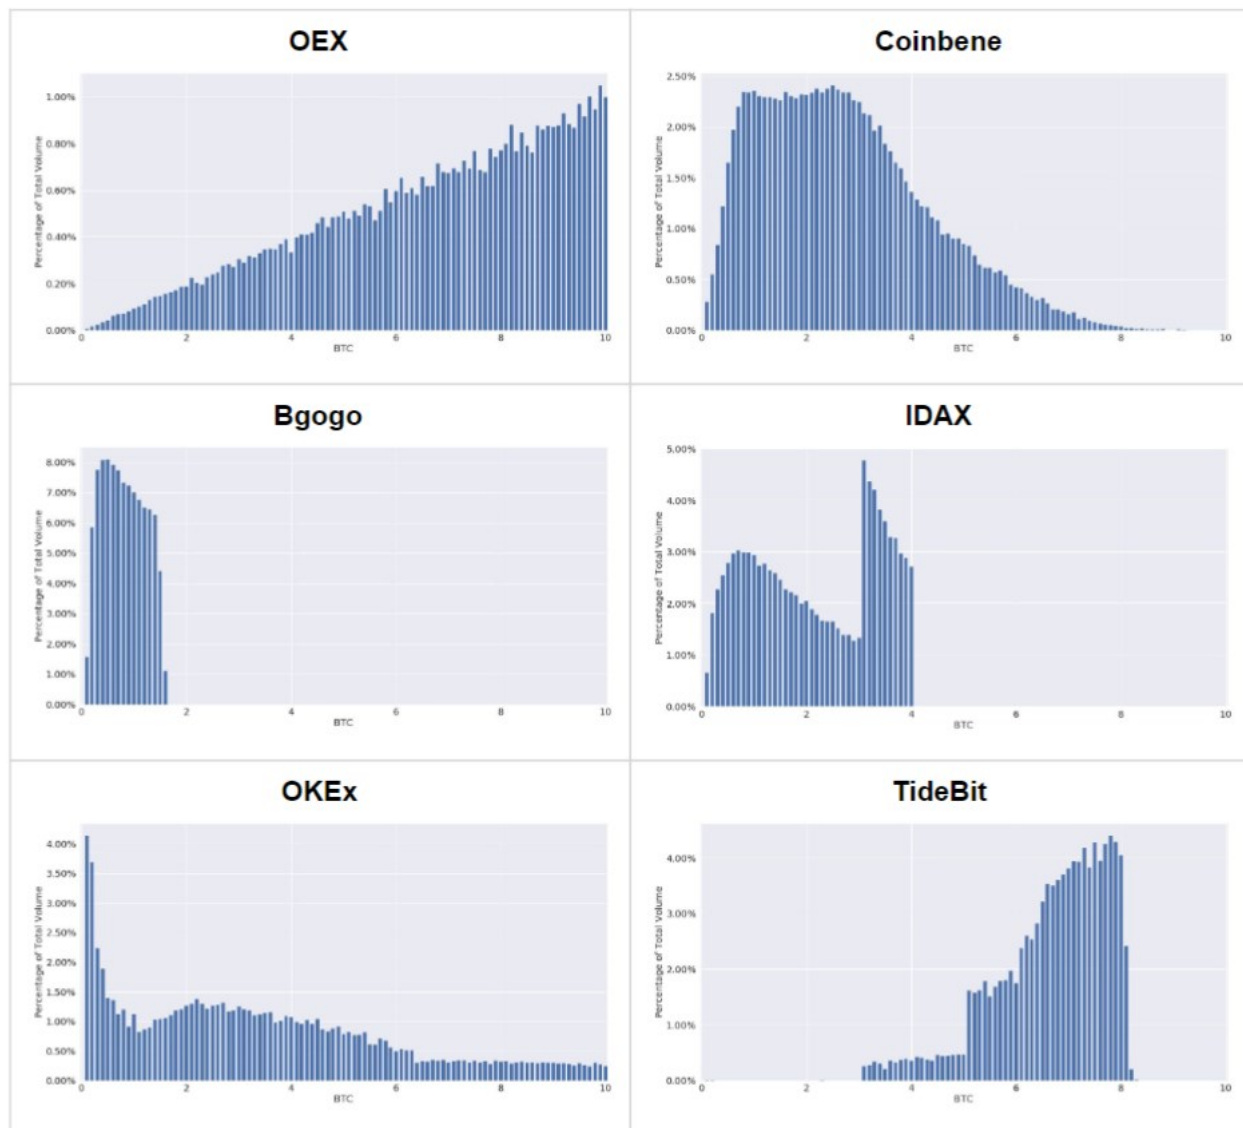 OEX
Percentage of Total Volume
1.00%
0.80%
0.60%
0.40%
0.20%
0.00%
0 2 4 6 8 10
BTC
Coinbene
Percentage of Total Volume
2.50%
2.00%
1.50%
1.00%
0.50%
0.00%
0 2 4 6 8 10
BTC
Bgogo
Percentage of Total Volume
8.00%
7.00%
6.00%
5.00%
4.00%
3.00%
2.00%
1.00%
0.00%
0 2 4 6 8 10
BTC
IDAX
Percentage of Total Volume
5.00%
4.00%
3.00%
2.00%
1.00%
0.00%
0 2 4 6 8 10
BTC
OKEx
Percentage of Total Volume
4.00%
3.50%
3.00%
2.50%
2.00%
1.50%
1.00%
0.50%
0.00%
0 2 4 6 8 10
BTC
TideBit
Percentage of Total Volume
4.00%
3.00%
2.00%
1.00%
0.00%
0 2 4 6 8 10
BTC